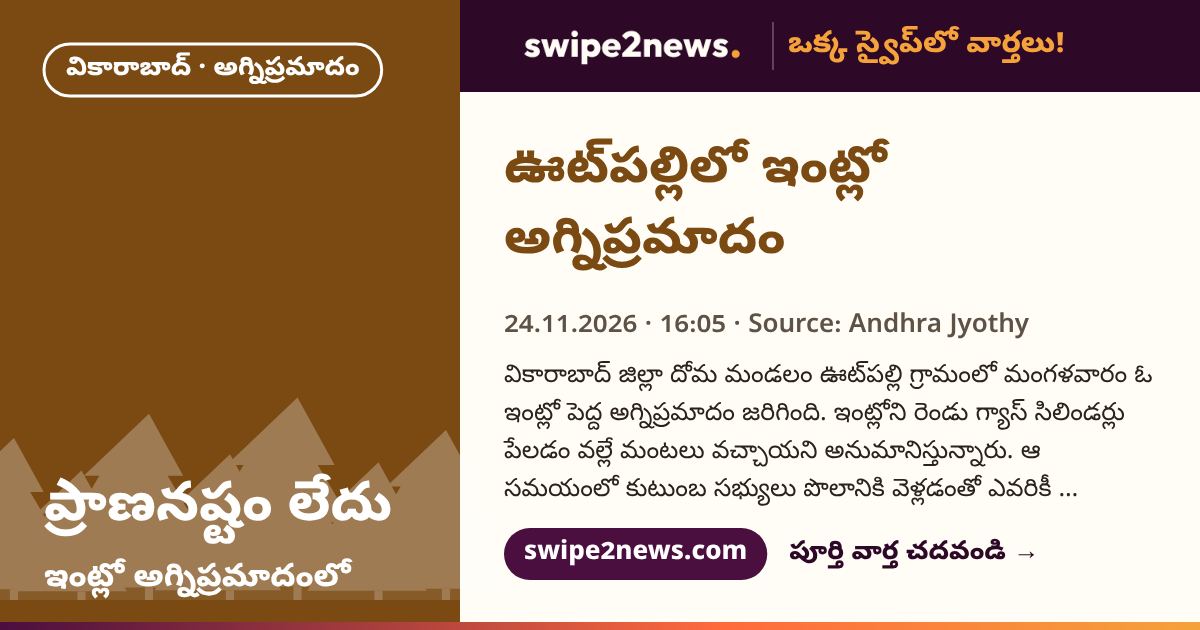 వికారాబాద్ · అగ్నిప్రమాదం
ప్రాణనష్టం లేదు
ఇంట్లో అగ్నిప్రమాదంలో
swipe2news.
ఒక్క స్వైప్‌లో వార్తలు!
ఊట్‌పల్లిలో ఇంట్లో
అగ్నిప్రమాదం
24.11.2026 · 16:05 · Source: Andhra Jyothy
వికారాబాద్ జిల్లా దోమ మండలం ఊట్‌పల్లి గ్రామంలో మంగళవారం ఓ
ఇంట్లో పెద్ద అగ్నిప్రమాదం జరిగింది. ఇంట్లోని రెండు గ్యాస్ సిలిండర్లు
పేలడం వల్లే మంటలు వచ్చాయని అనుమానిస్తున్నారు. ఆ
సమయంలో కుటుంబ సభ్యులు పొలానికి వెళ్లడంతో ఎవరికీ ...
swipe2news.com
పూర్తి వార్త చదవండి →